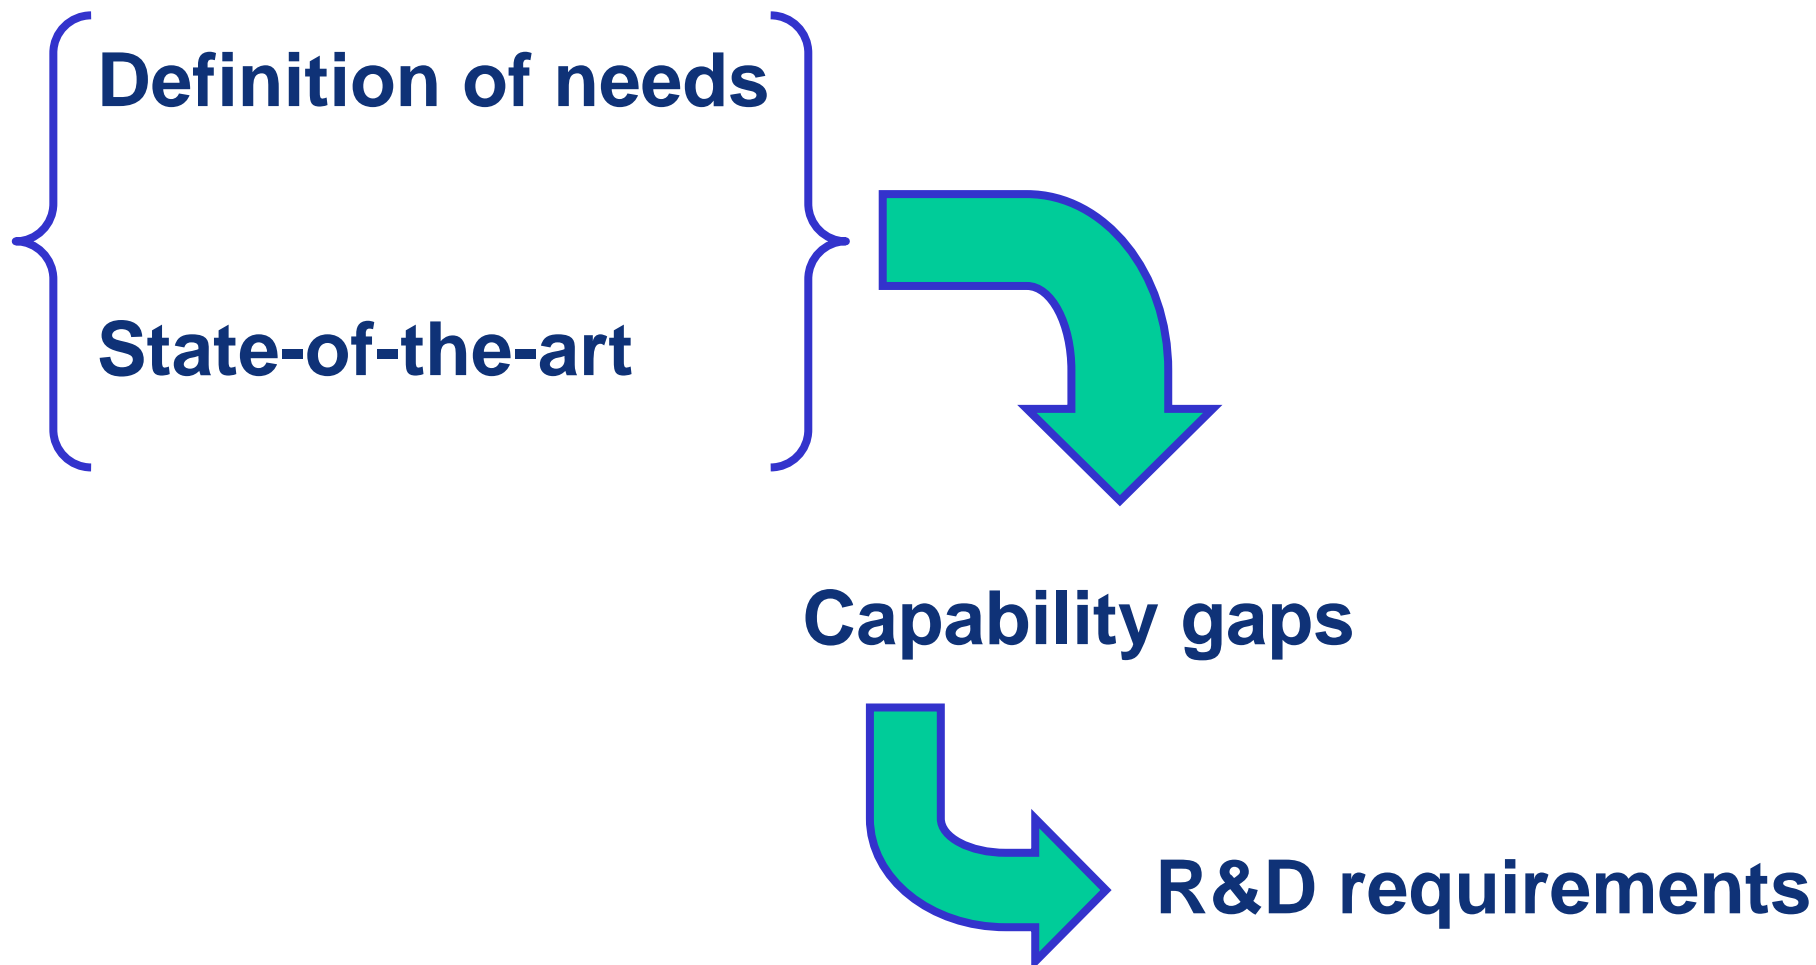 Definition of needs
State-of-the-art
Capability gaps
R&D requirements